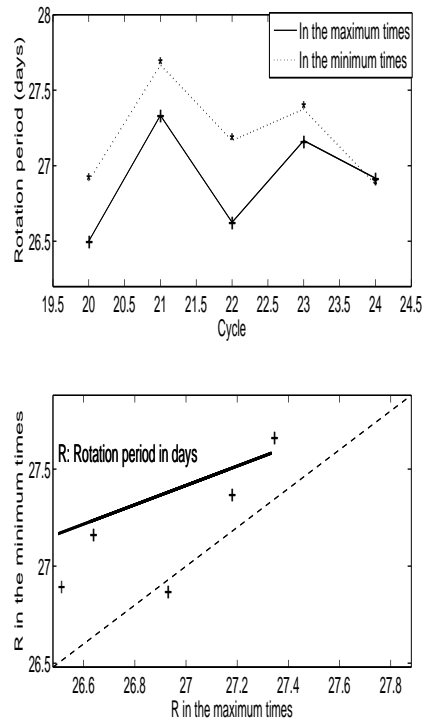 28
27.5
27
26.5
Rotation period (days)
In the maximum times
In the minimum times
19.5 20 20.5 21 21.5 22 22.5 23 23.5 24 24.5
Cycle
R: Rotation period in days
27.5
27
26.5
R in the minimum times
26.6 26.8 27 27.2 27.4 27.6 27.8
R in the maximum times